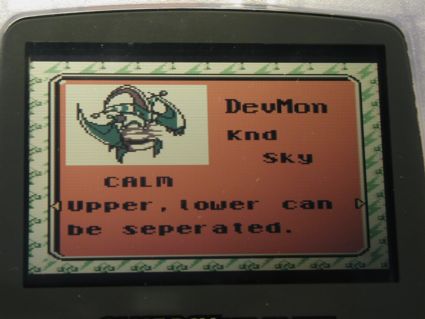 DevMon
Knd
Sky
CALM
Upper, lower can
be seperated.